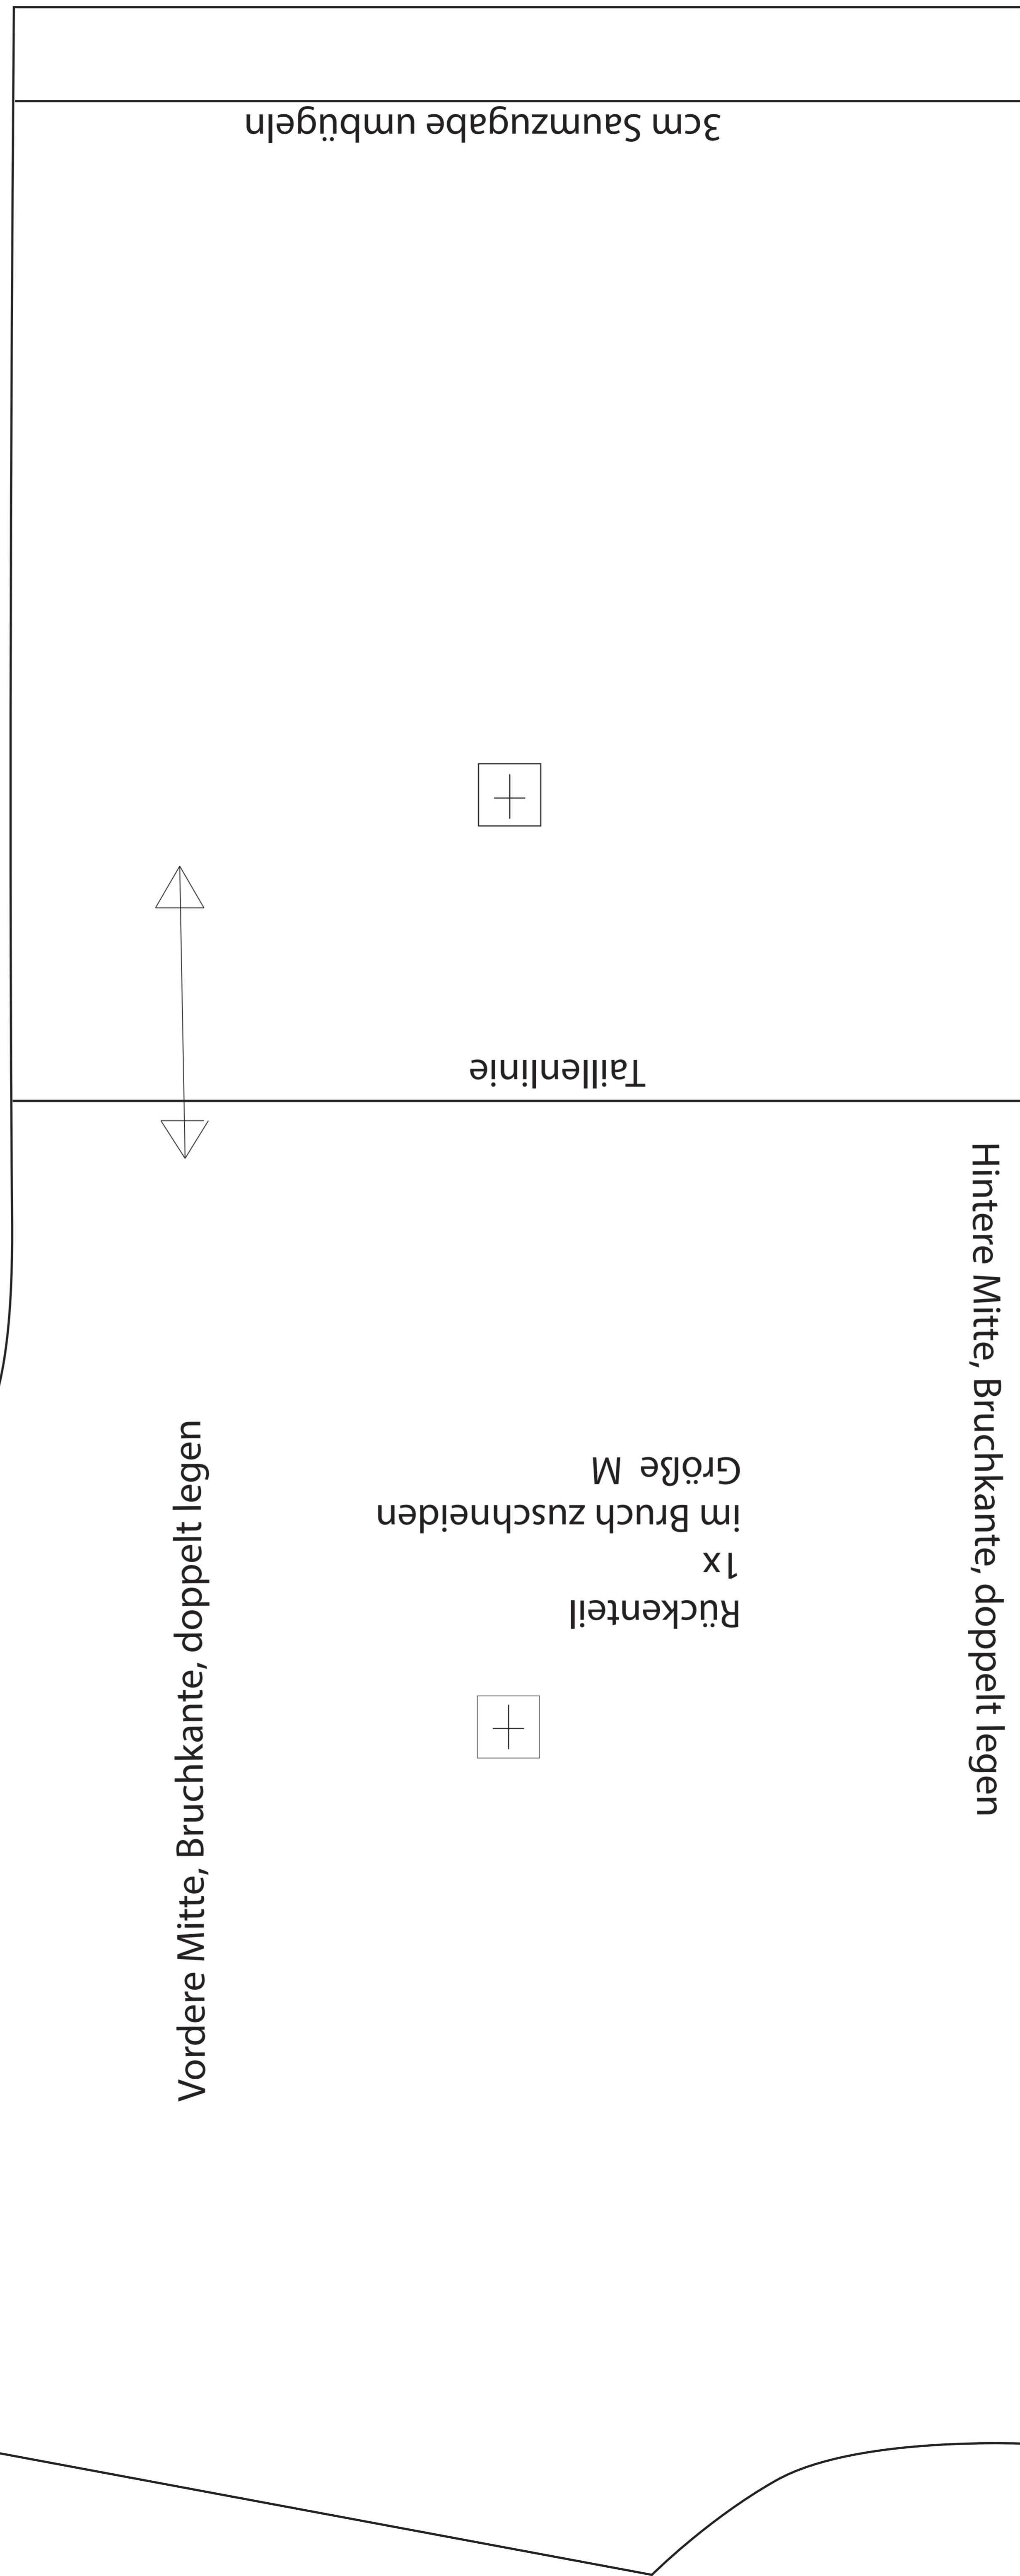 Rückenteil
1x
im Bruch zuschneiden
Größe M
Taillenlinie
3cm Saumzugabe umbügeln
Vordere Mitte, Bruchkante, doppelt legen
Hintere Mitte, Bruchkante, doppelt legen